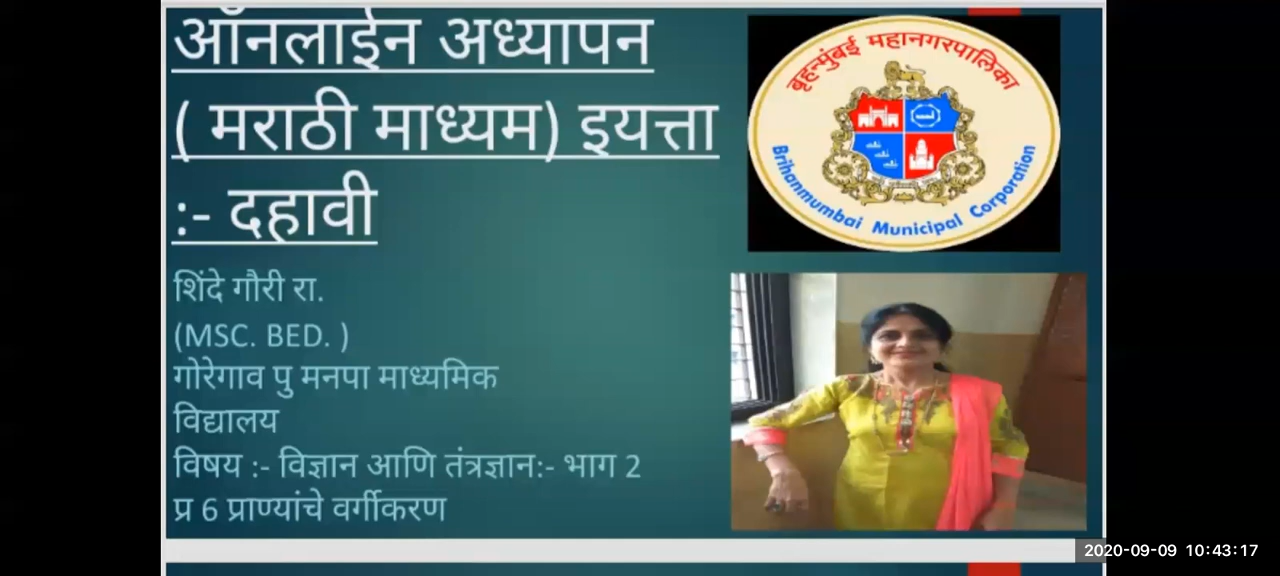 ऑनलाईन अध्यापन
( मराठी माध्यम) इयत्ता
:- दहावी
शिंदे गौरी रा.
(MSC. BED. )
गोरेगाव पु मनपा माध्यमिक
विद्यालय
विषय :- विज्ञान आणि तंत्रज्ञान:- भाग 2
प्र 6 प्राण्यांचे वर्गीकरण
बृहन्मुंबई महानगरपालिका
Brihanmumbai Municipal Corporation
2020-09-09 10:43:17